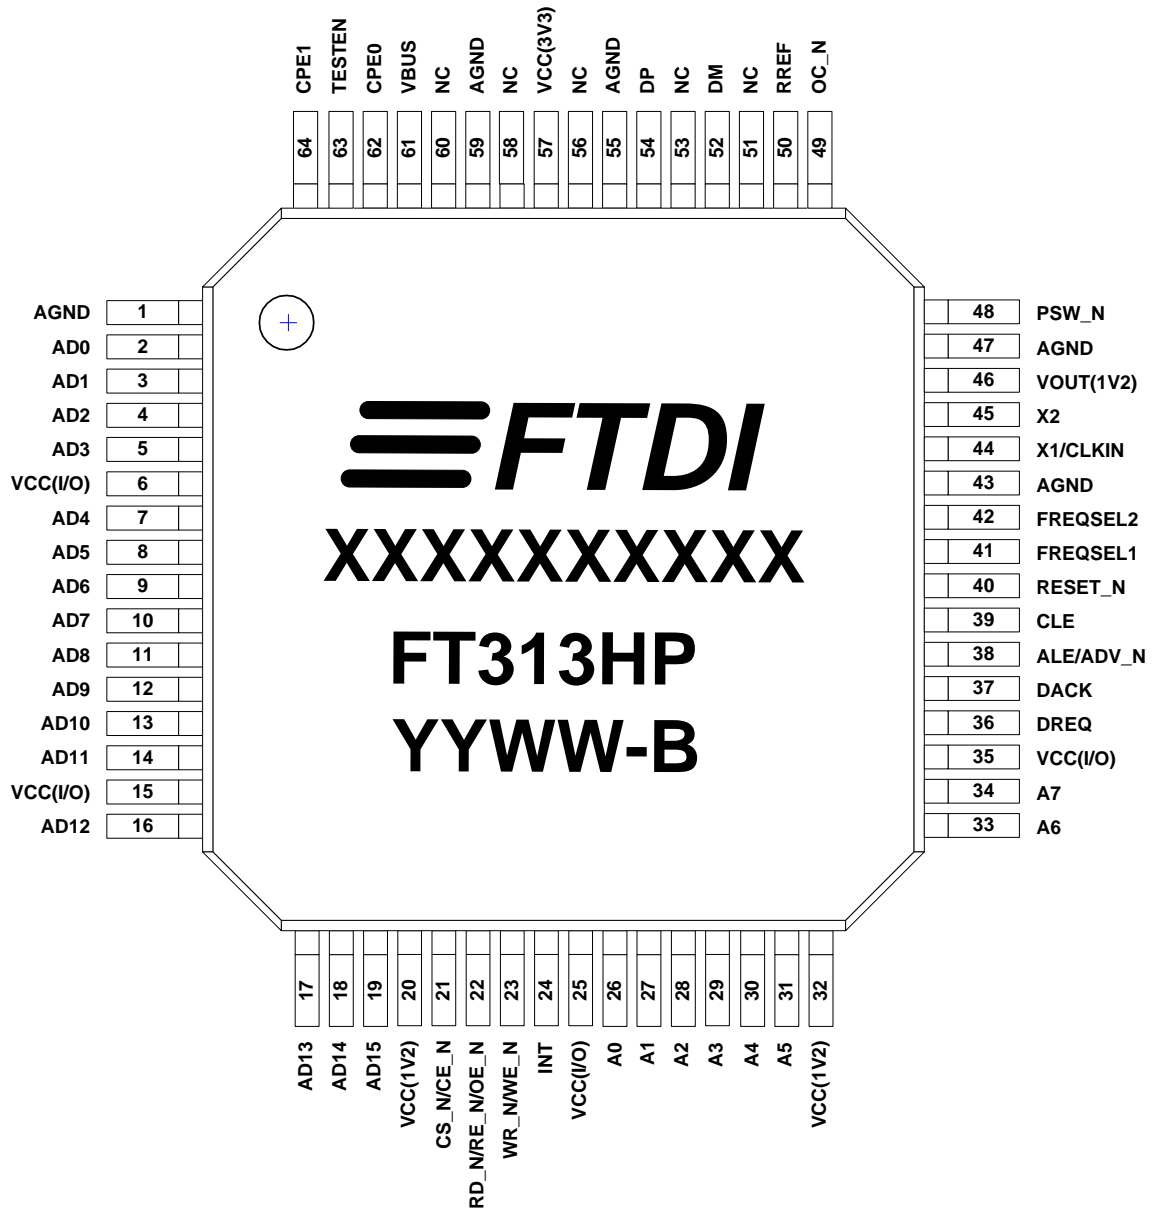 CPE1 TESTEN CPE0 VBUS NC AGND NC VCC(3V3) NC AGND DP NC DM NC RREF OC_N
64 63 62 61 60 59 58 57 56 55 54 53 52 51 50 49
AGND 1
AD0 2
AD1 3
AD2 4
AD3 5
VCC(I/O) 6
AD4 7
AD5 8
AD6 9
AD7 10
AD8 11
AD9 12
AD10 13
AD11 14
VCC(I/O) 15
AD12 16
FTDI
XXXXXXXXXX
FT313HP
YYWW-B
48 PSW_N
47 AGND
46 VOUT(1V2)
45 X2
44 X1/CLKIN
43 AGND
42 FREQSEL2
41 FREQSEL1
40 RESET_N
39 CLE
38 ALE/ADV_N
37 DACK
36 DREQ
35 VCC(I/O)
34 A7
33 A6
17 18 19 20 21 22 23 24 25 26 27 28 29 30 31 32
AD13 AD14 AD15 VCC(1V2) CS_N/CE_N RD_N/RE_N/OE_N WR_N/WE_N INT VCC(I/O) A0 A1 A2 A3 A4 A5 VCC(1V2)